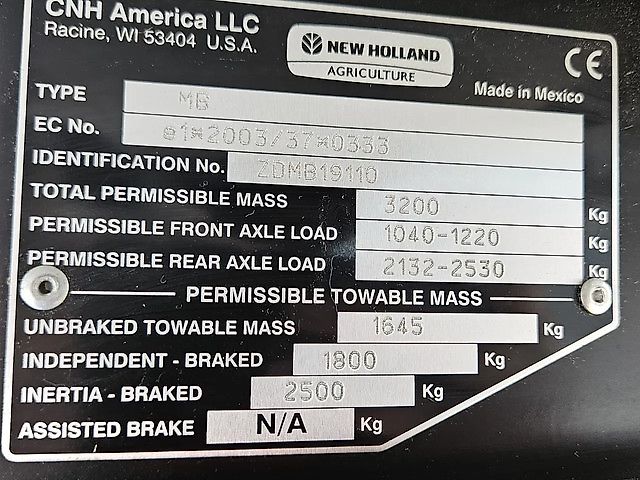 CNH America LLC
Racine, WI 53404 U.S.A.
NEW HOLLAND
AGRICULTURE
Made in Mexico
TYPE MB
EC No. e1*2003/37*0333
IDENTIFICATION No. ZDMB19110
TOTAL PERMISSIBLE MASS 3200 Kg
PERMISSIBLE FRONT AXLE LOAD 1040-1220 Kg
PERMISSIBLE REAR AXLE LOAD 2132-2530 Kg
PERMISSIBLE TOWABLE MASS
UNBRAKED TOWABLE MASS 1645 Kg
INDEPENDENT - BRAKED 1800 Kg
INERTIA - BRAKED 2500 Kg
ASSISTED BRAKE N/A Kg